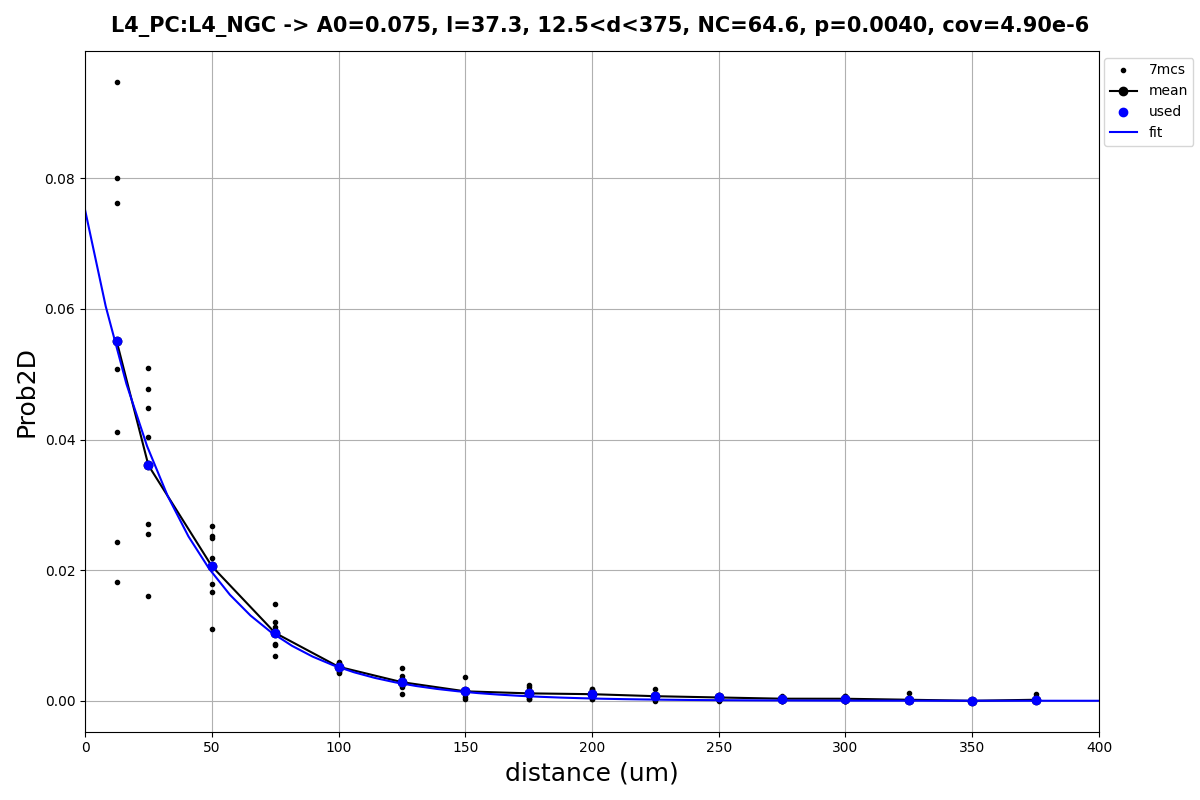 L4_PC:L4_NGC -> A0=0.075, l=37.3, 12.5<d<375, NC=64.6, p=0.0040, cov=4.90e-6
7mcs
mean
used
fit
0.08
0.06
0.04
0.02
0.00
Prob2D
0 50 100 150 200 250 300 350 400
distance (um)